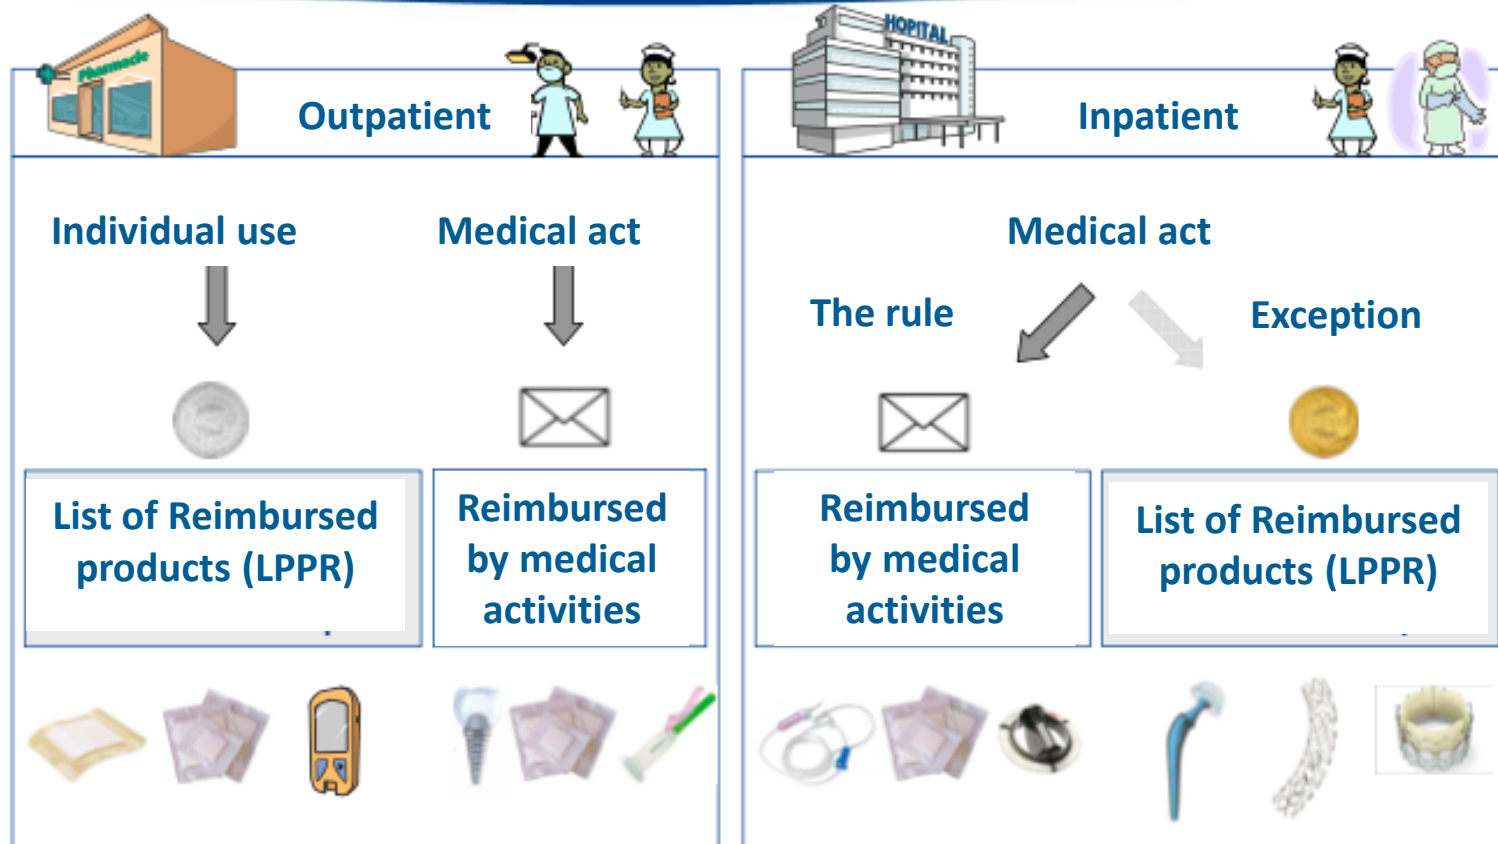 Pharmacie
HOPITAL
Outpatient
Inpatient
Individual use
Medical act
Medical act
The rule
Exception
List of Reimbursed
products (LPPR)
Reimbursed
by medical
activities
Reimbursed
by medical
activities
List of Reimbursed
products (LPPR)